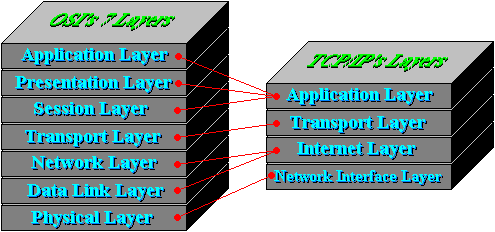 OSI's 7 Layers
Application Layer
Presentation Layer
Session Layer
Transport Layer
Network Layer
Data Link Layer
Physical Layer
TCP/IP's Layers
Application Layer
Transport Layer
Internet Layer
Network Interface Layer